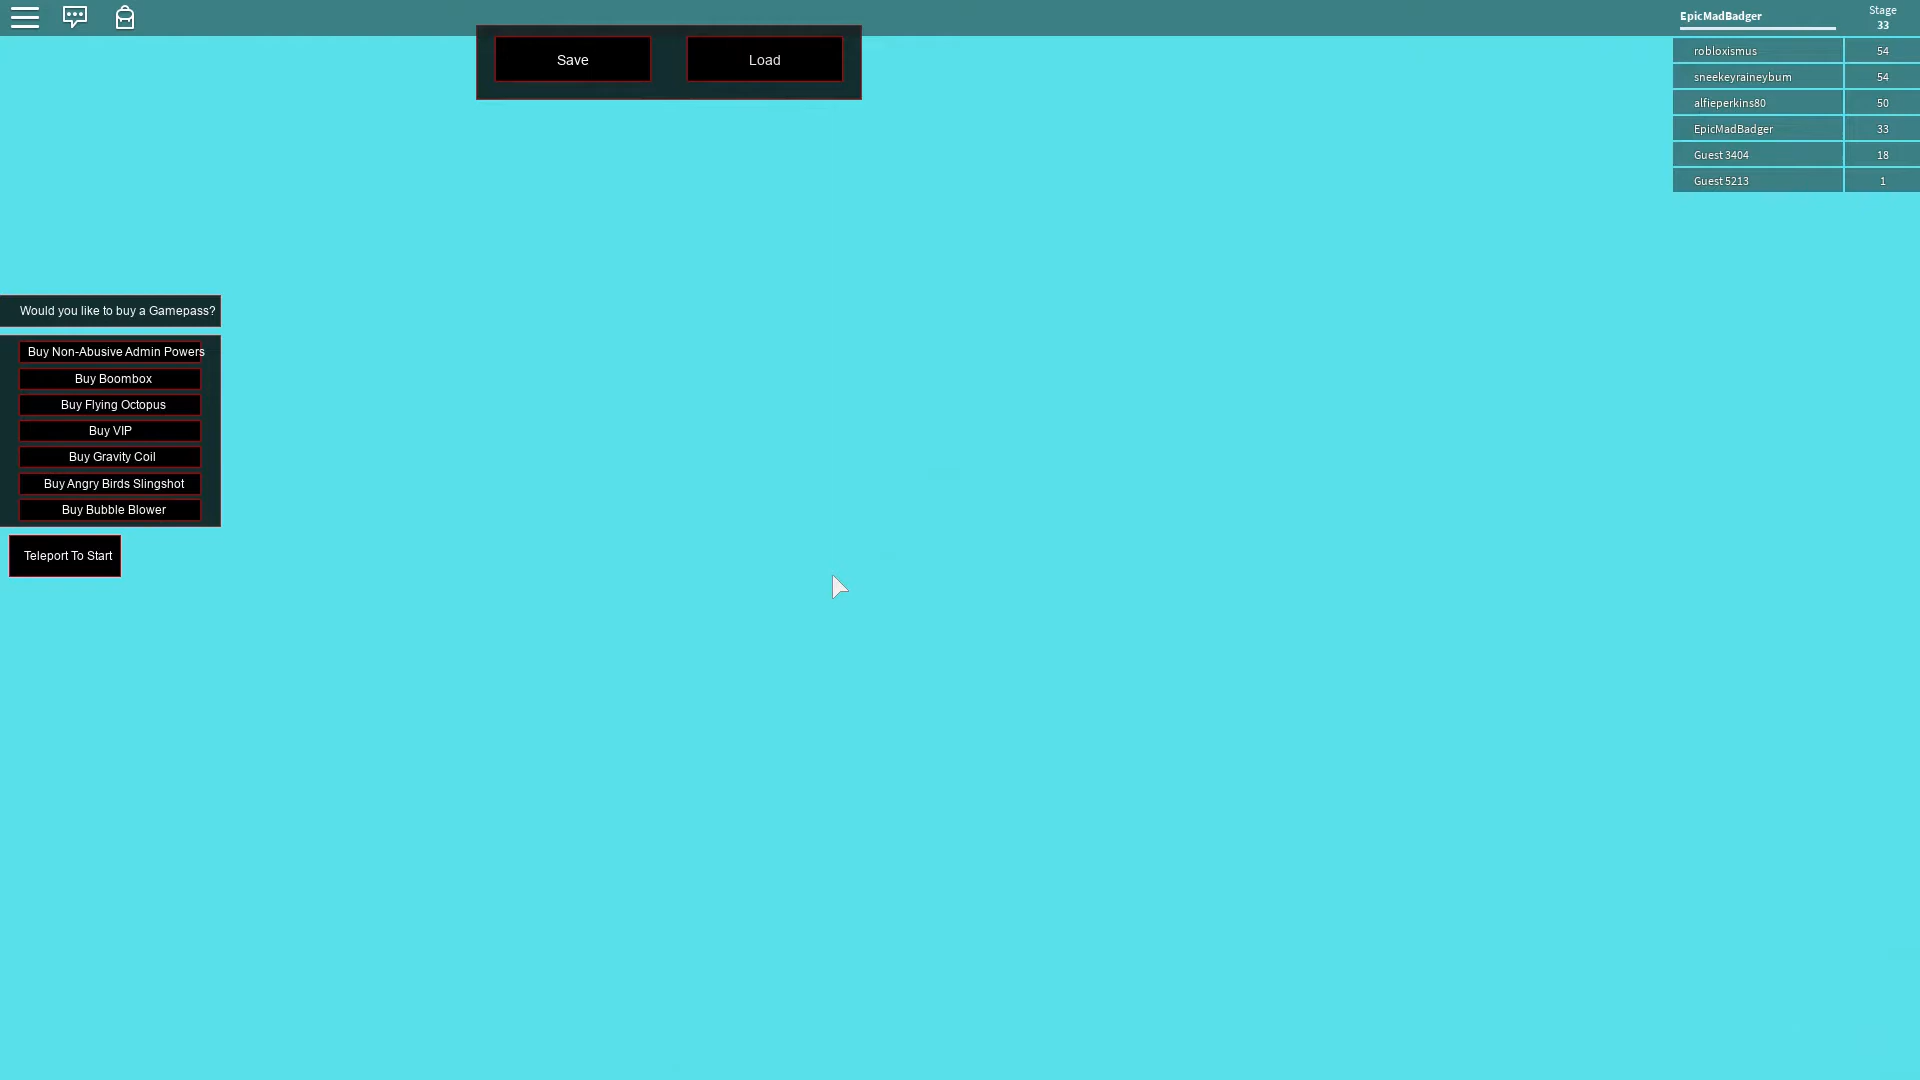 EpicMadBadger
Stage
33
Save
Load
robloxismus 54
sneekeyraineybum 54
alfieperkins80 50
EpicMadBadger 33
Guest 3404 18
Guest 5213 1
Would you like to buy a Gamepass?
Buy Non-Abusive Admin Powers
Buy Boombox
Buy Flying Octopus
Buy VIP
Buy Gravity Coil
Buy Angry Birds Slingshot
Buy Bubble Blower
Teleport To Start